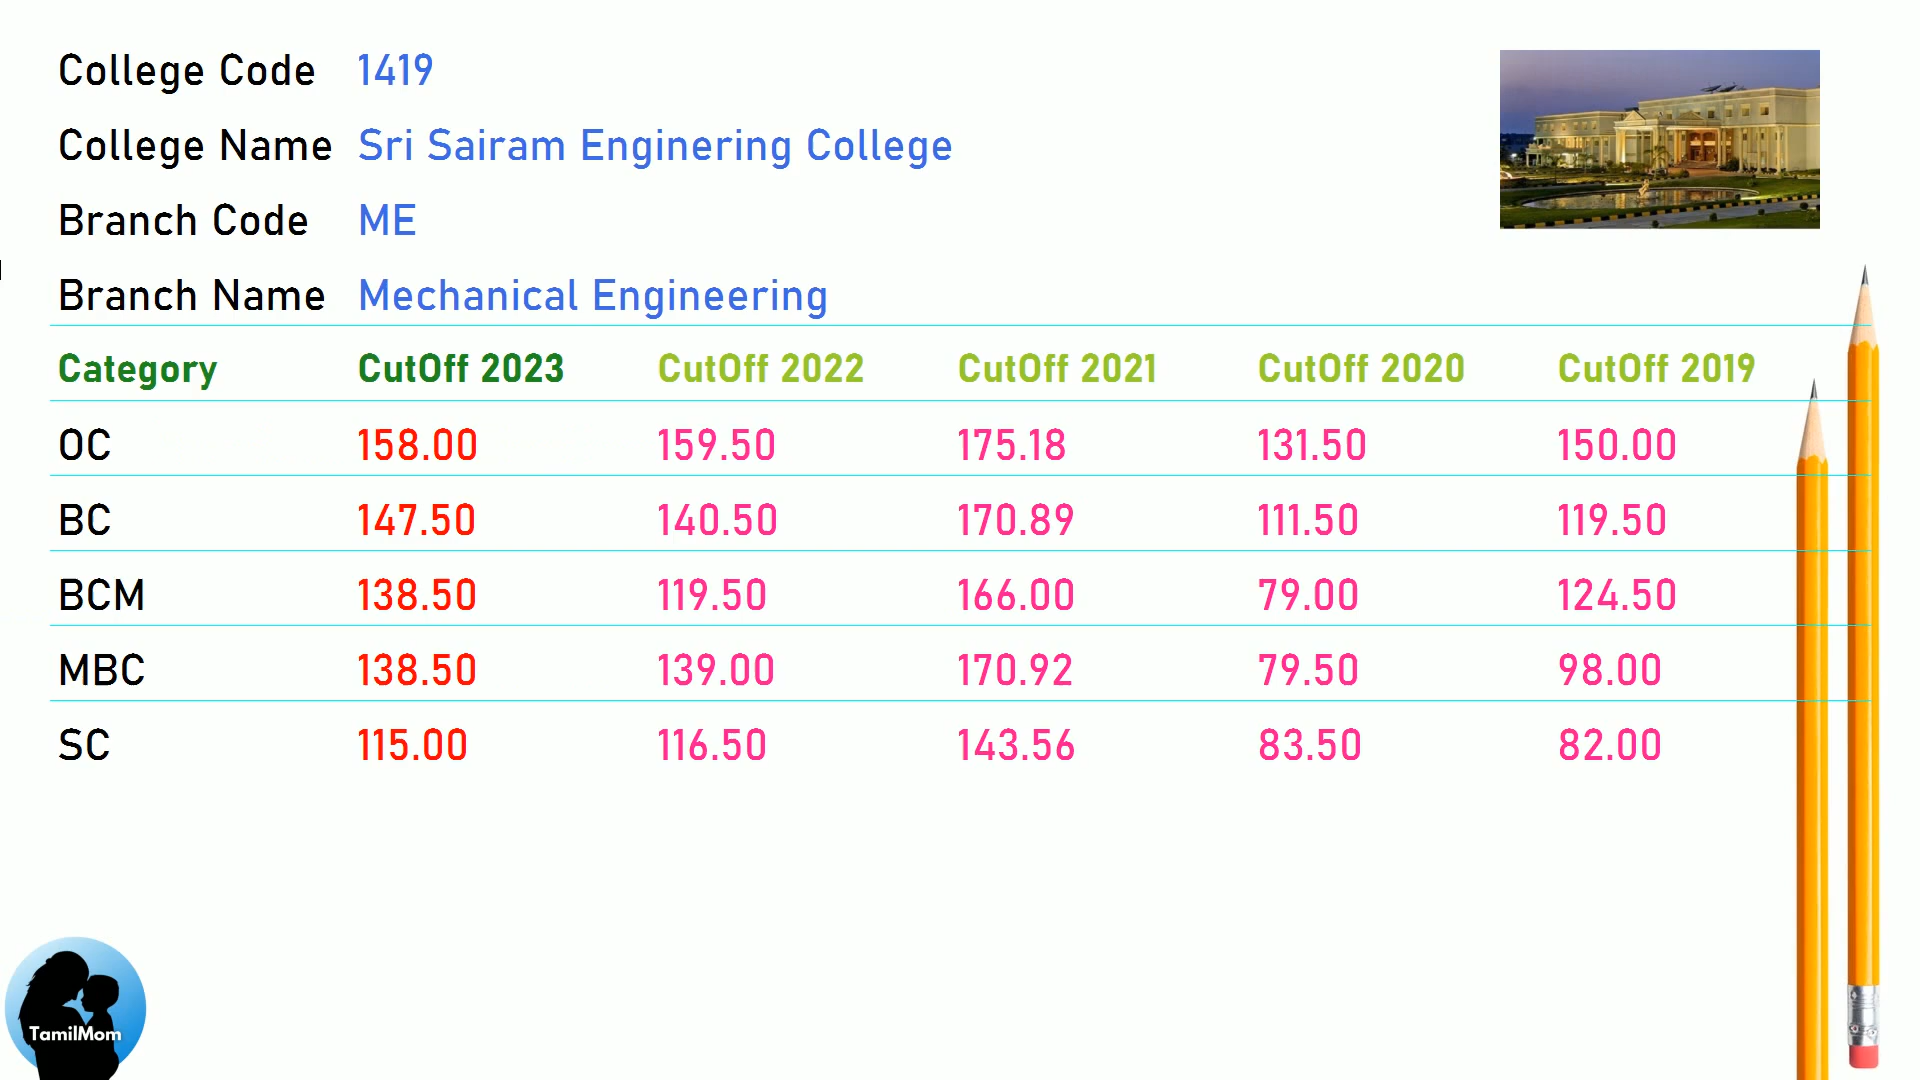 College Code 1419
College Name Sri Sairam Enginering College
Branch Code ME
Branch Name Mechanical Engineering
Category CutOff 2023 CutOff 2022 CutOff 2021 CutOff 2020 CutOff 2019
OC 158.00 159.50 175.18 131.50 150.00
BC 147.50 140.50 170.89 111.50 119.50
BCM 138.50 119.50 166.00 79.00 124.50
MBC 138.50 139.00 170.92 79.50 98.00
SC 115.00 116.50 143.56 83.50 82.00
TamilMom